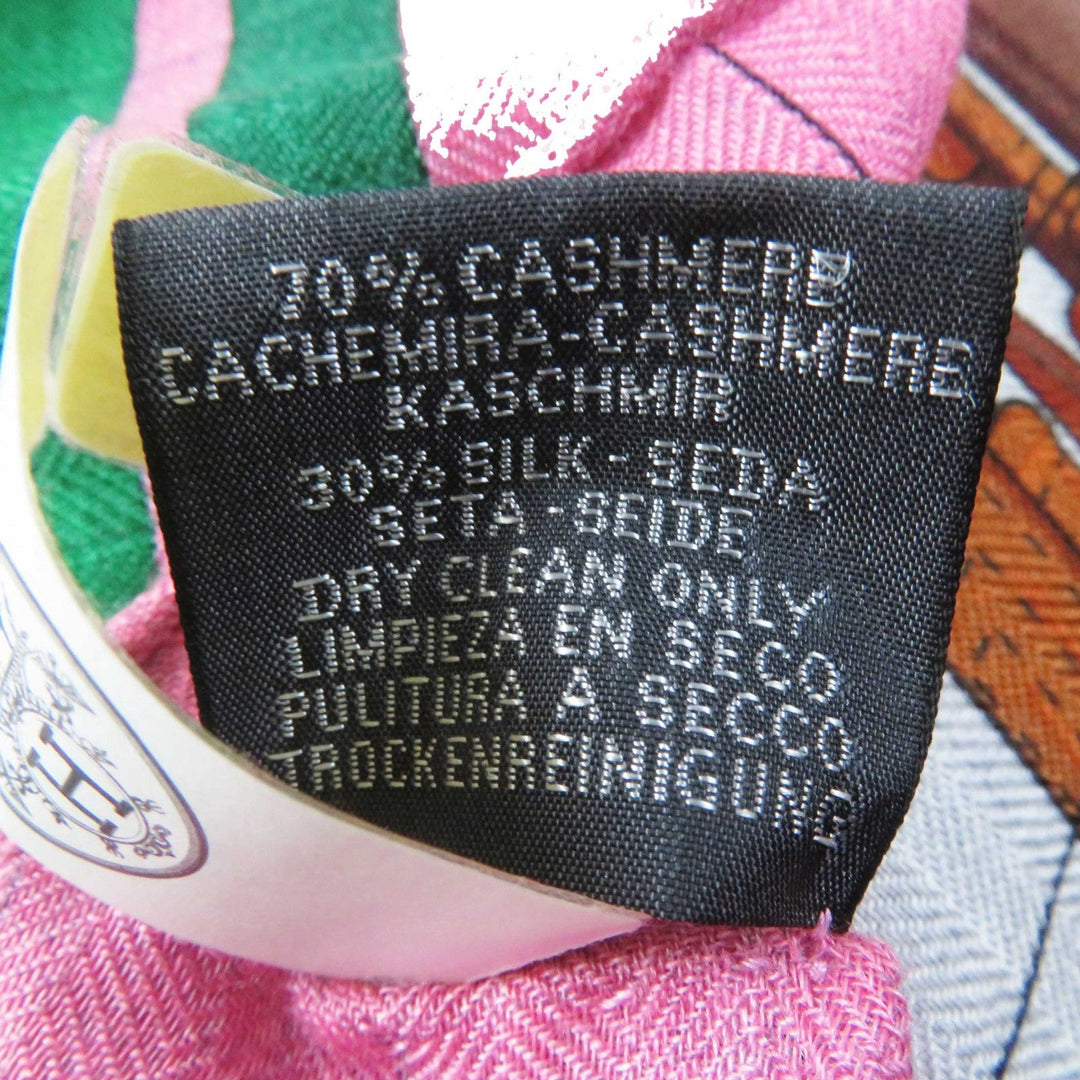 70% CASHMERE
CACHEMIRA-CASHMERE
KASCHMIR
30% SILK - SEDA
SETA - SEIDE
DRY CLEAN ONLY
LIMPIEZA EN SECO
PULITURA A SECCO
TROCKENREINIGUNG
H